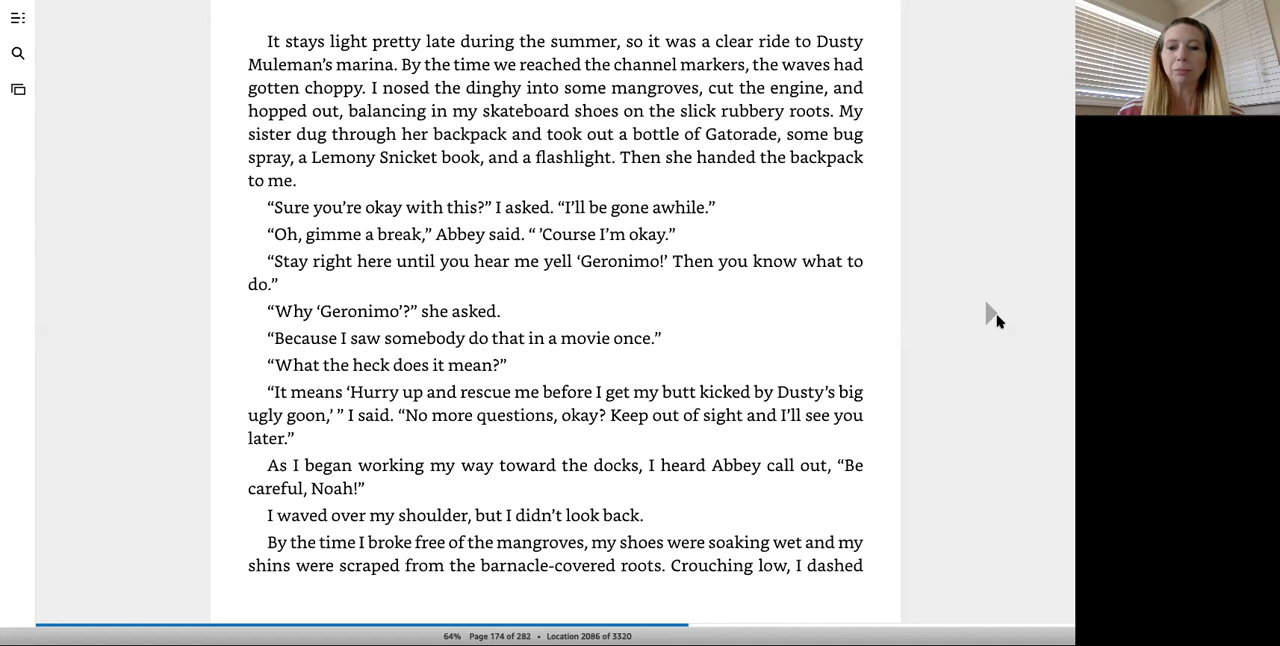 It stays light pretty late during the summer, so it was a clear ride to Dusty
Muleman’s marina. By the time we reached the channel markers, the waves had
gotten choppy. I nosed the dinghy into some mangroves, cut the engine, and
hopped out, balancing in my skateboard shoes on the slick rubbery roots. My
sister dug through her backpack and took out a bottle of Gatorade, some bug
spray, a Lemony Snicket book, and a flashlight. Then she handed the backpack
to me.
“Sure you’re okay with this?” I asked. “I’ll be gone awhile.”
“Oh, gimme a break,” Abbey said. “ ’Course I’m okay.”
“Stay right here until you hear me yell ‘Geronimo!’ Then you know what to
do.”
“Why ‘Geronimo’?” she asked.
“Because I saw somebody do that in a movie once.”
“What the heck does it mean?”
“It means ‘Hurry up and rescue me before I get my butt kicked by Dusty’s big
ugly goon,’ ” I said. “No more questions, okay? Keep out of sight and I’ll see you
later.”
As I began working my way toward the docks, I heard Abbey call out, “Be
careful, Noah!”
I waved over my shoulder, but I didn’t look back.
By the time I broke free of the mangroves, my shoes were soaking wet and my
shins were scraped from the barnacle-covered roots. Crouching low, I dashed
64% Page 174 of 282 • Location 2086 of 3320